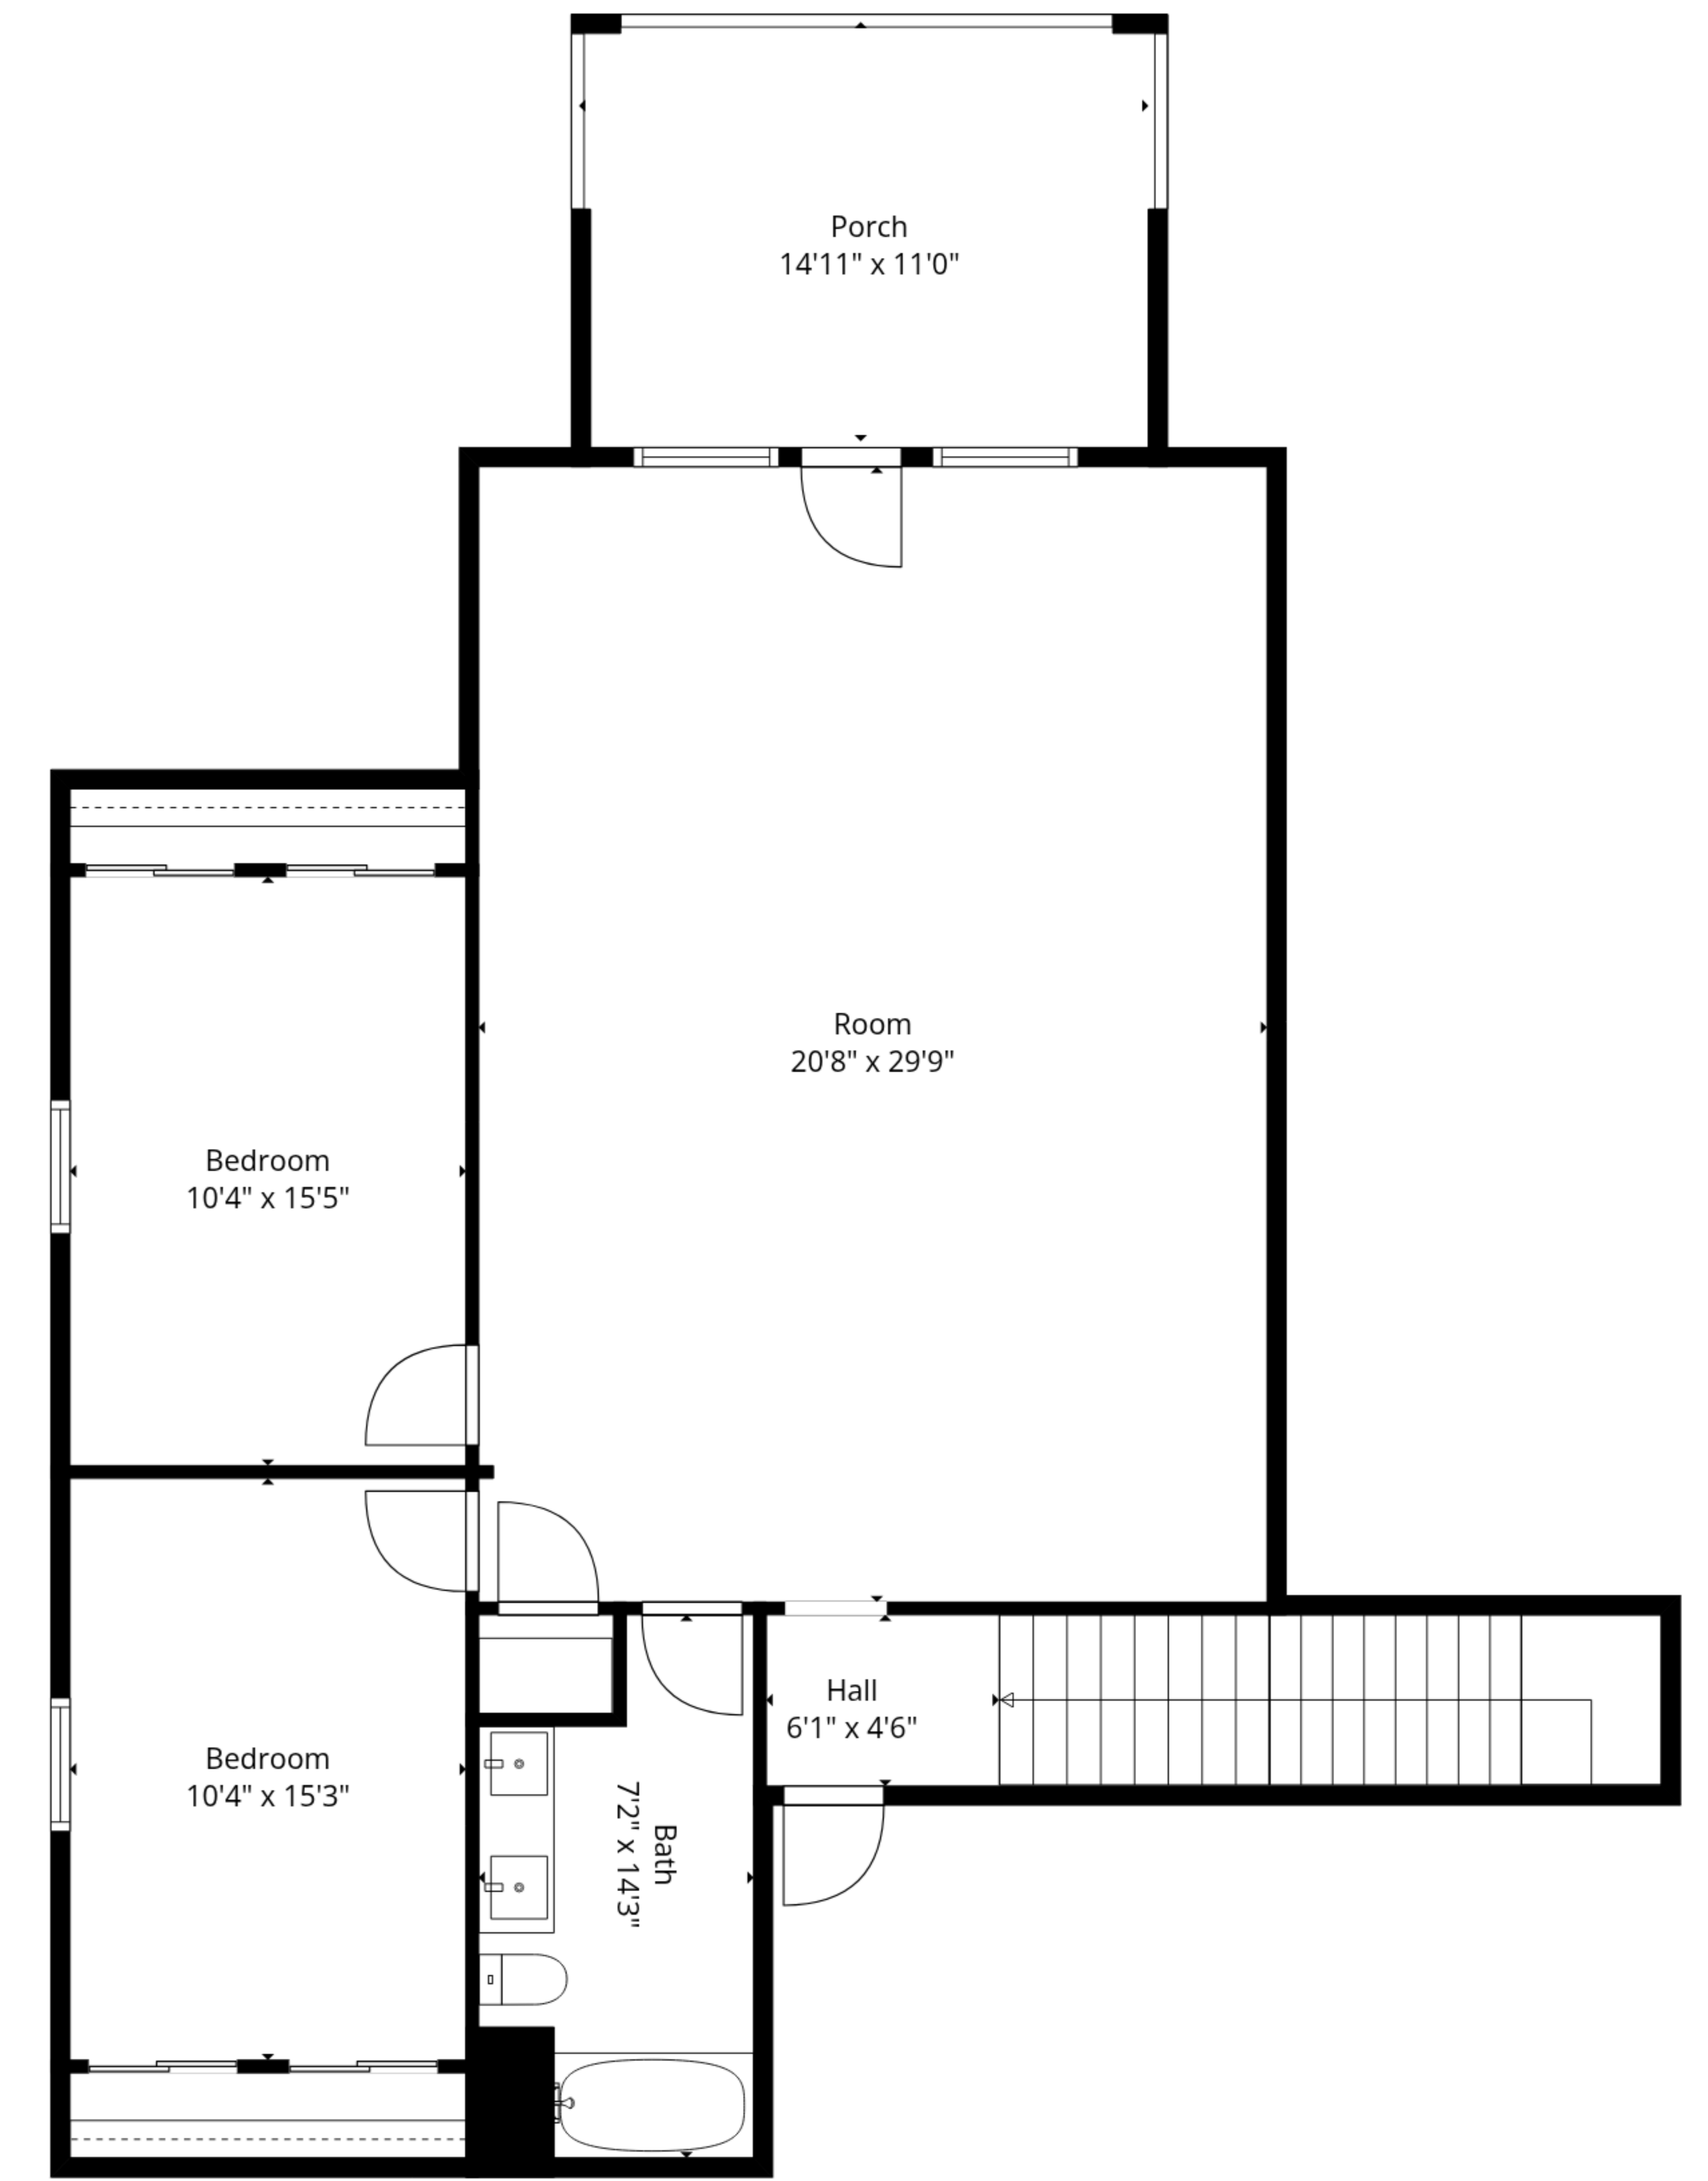 Porch
14'11" x 11'0"
Room
20'8" x 29'9"
Bedroom
10'4" x 15'5"
Hall
6'1" x 4'6"
Bedroom
10'4" x 15'3"
Bath
7'2" x 14'3"